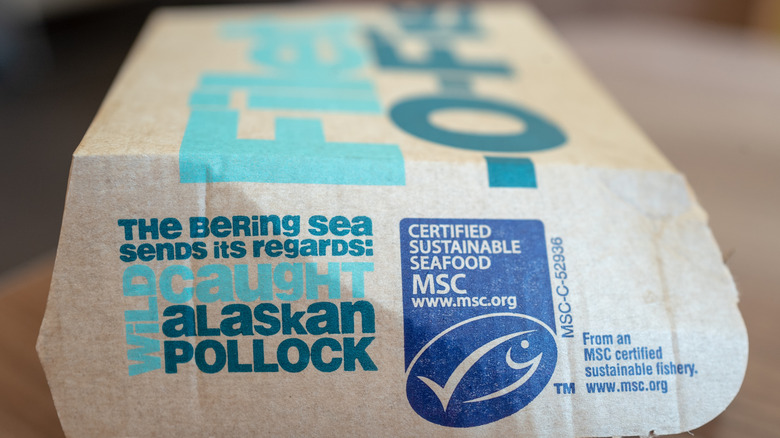 Filet
-O-F
THE BERING SEA
SENDS ITS REGARDS:
WILD
CAUGHT
ALASKAN
POLLOCK
CERTIFIED
SUSTAINABLE
SEAFOOD
MSC
www.msc.org
TM
MSC-C-52936
From an
MSC certified
sustainable fishery.
www.msc.org